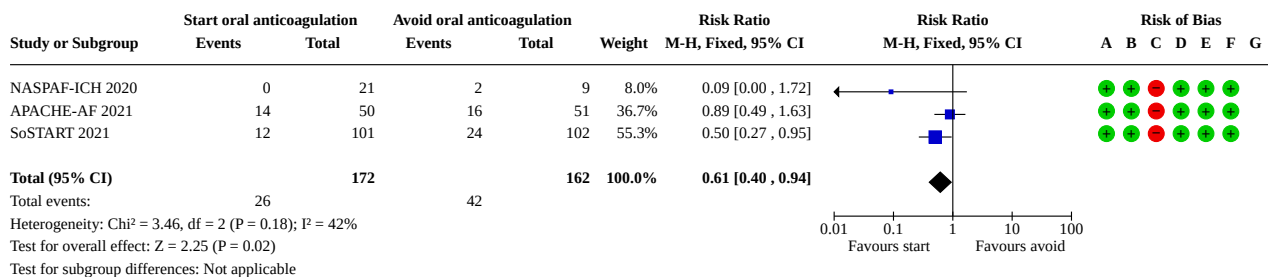 Start oral anticoagulation Avoid oral anticoagulation Risk Ratio Risk Ratio Risk of Bias
Study or Subgroup Events Total Events Total Weight M-H, Fixed, 95% CI M-H, Fixed, 95% CI A B C D E F G
NASPAF-ICH 2020 0 21 2 9 8.0% 0.09 [0.00 , 1.72] + + − + + +
APACHE-AF 2021 14 50 16 51 36.7% 0.89 [0.49 , 1.63] + + − + + +
SoSTART 2021 12 101 24 102 55.3% 0.50 [0.27 , 0.95] + + − + + +
Total (95% CI) 172 162 100.0% 0.61 [0.40 , 0.94]
Total events: 26 42
Heterogeneity: Chi² = 3.46, df = 2 (P = 0.18); I² = 42%
0.01 0.1 1 10 100
Test for overall effect: Z = 2.25 (P = 0.02) Favours start Favours avoid
Test for subgroup differences: Not applicable